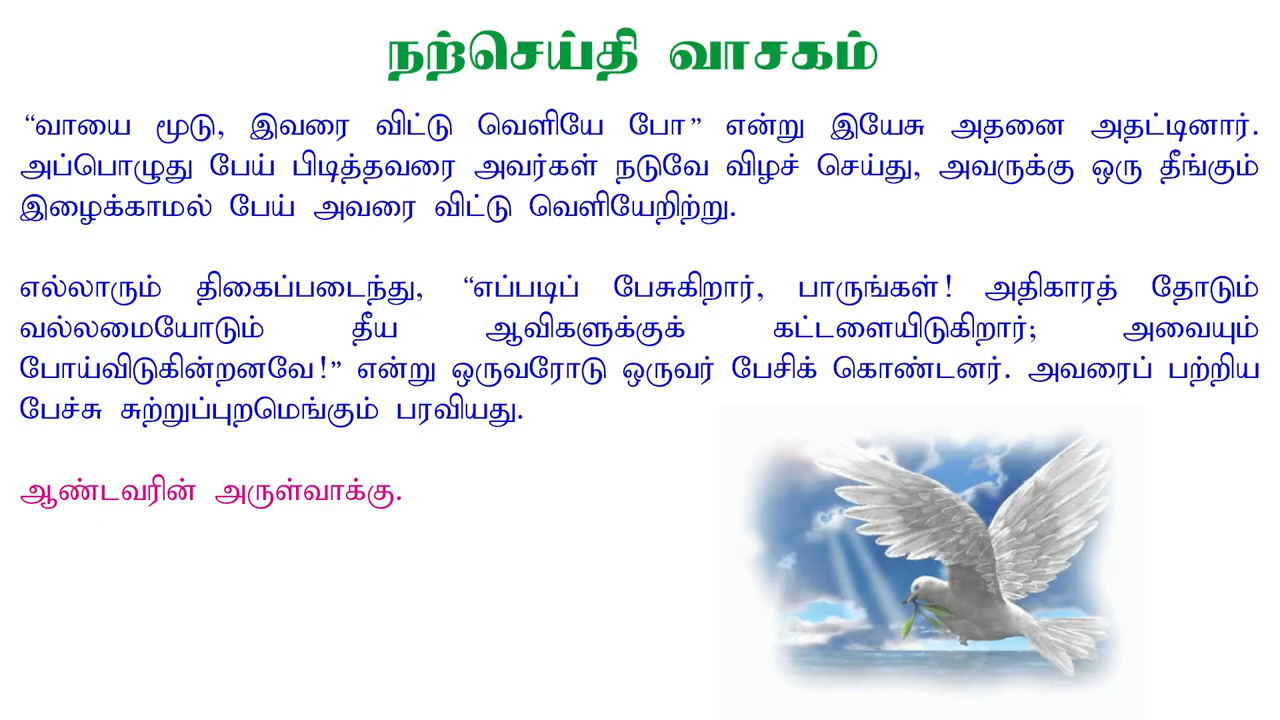 நற்செய்தி வாசகம்
“வாயை மூடு, இவரை விட்டு வெளியே போ” என்று இயேசு அதனை அதட்டினார்.
அப்பொழுது பேய் பிடித்தவரை அவர்கள் நடுவே விழச் செய்து, அவருக்கு ஒரு தீங்கும்
இழைக்காமல் பேய் அவரை விட்டு வெளியேறிற்று.
எல்லாரும் திகைப்படைந்து, “எப்படிப் பேசுகிறார், பாருங்கள்! அதிகாரத் தோடும்
வல்லமையோடும் தீய ஆவிகளுக்குக் கட்டளையிடுகிறார்; அவையும்
போய்விடுகின்றனவே!” என்று ஒருவரோடு ஒருவர் பேசிக் கொண்டனர். அவரைப் பற்றிய
பேச்சு சுற்றுப்புறமெங்கும் பரவியது.
ஆண்டவரின் அருள்வாக்கு.